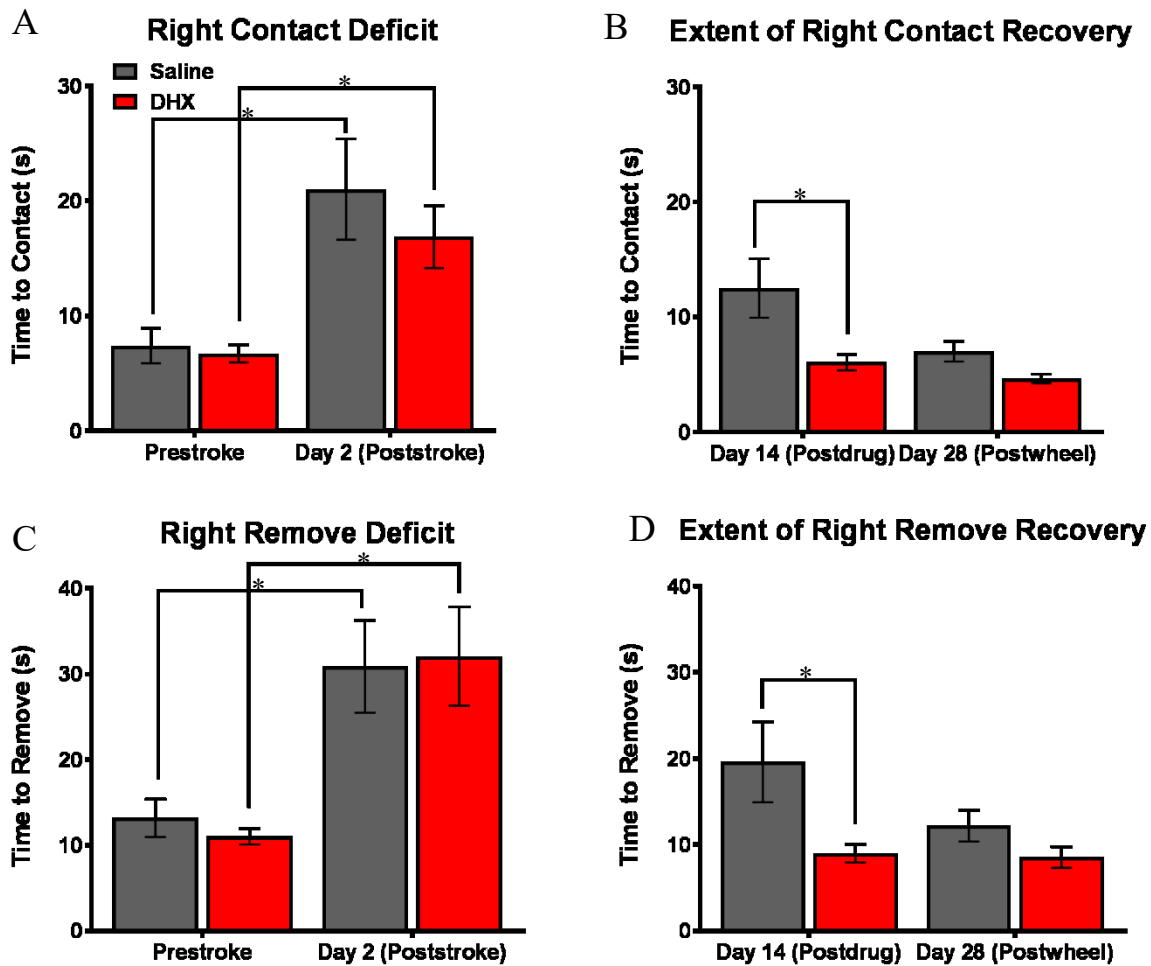 A
Right Contact Deficit
Saline
DHX
*
*
30
20
10
0
Time to Contact (s)
Prestroke
Day 2 (Poststroke)
B
Extent of Right Contact Recovery
*
30
20
10
0
Time to Contact (s)
Day 14 (Postdrug)
Day 28 (Postwheel)
C
Right Remove Deficit
*
*
40
30
20
10
0
Time to Remove (s)
Prestroke
Day 2 (Poststroke)
D
Extent of Right Remove Recovery
*
40
30
20
10
0
Time to Remove (s)
Day 14 (Postdrug)
Day 28 (Postwheel)